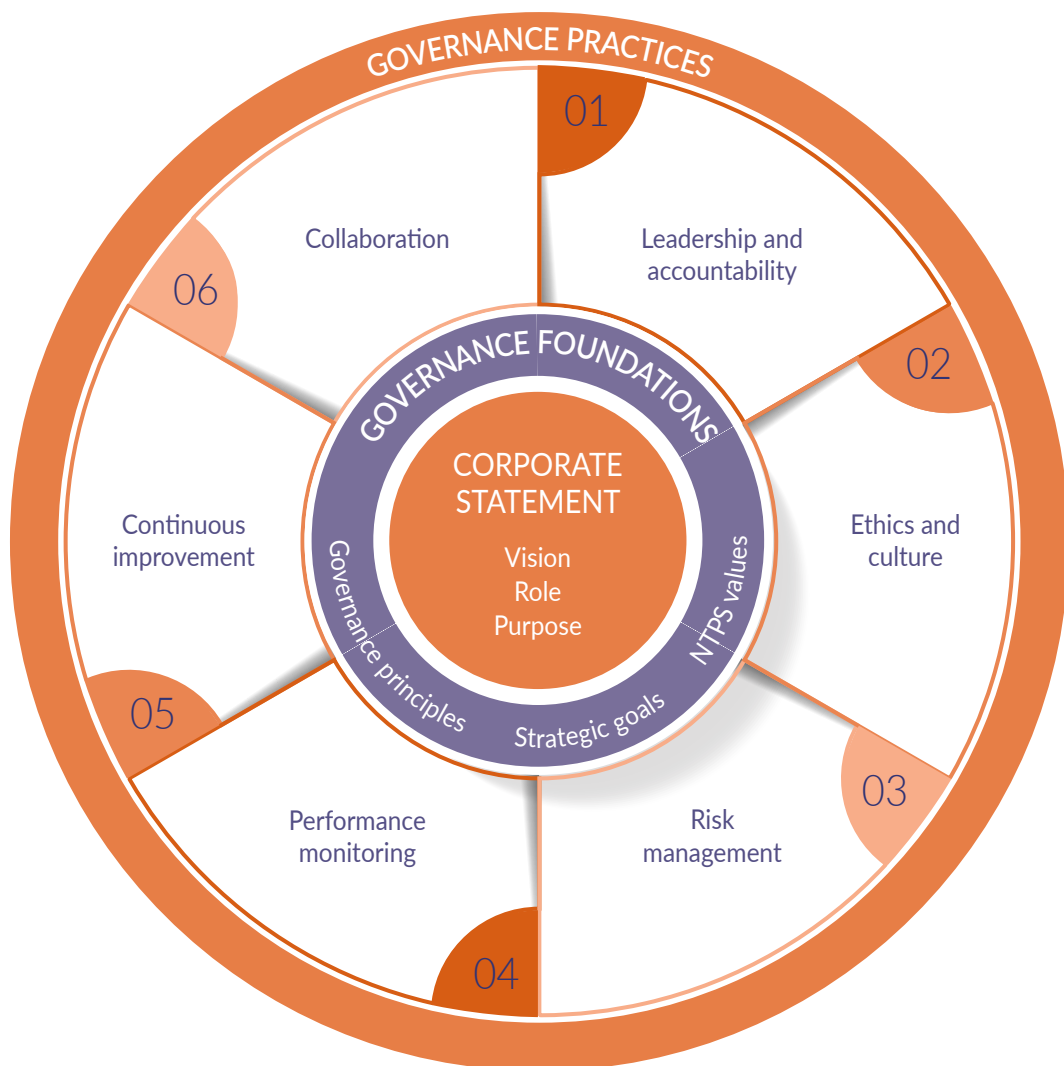 GOVERNANCE PRACTICES
01
Leadership and
accountability
02
Ethics and
culture
03
Risk
management
04
Performance
monitoring
05
Continuous
improvement
06
Collaboration
GOVERNANCE FOUNDATIONS
NTPS values
Strategic goals
Governance principles
CORPORATE
STATEMENT
Vision
Role
Purpose